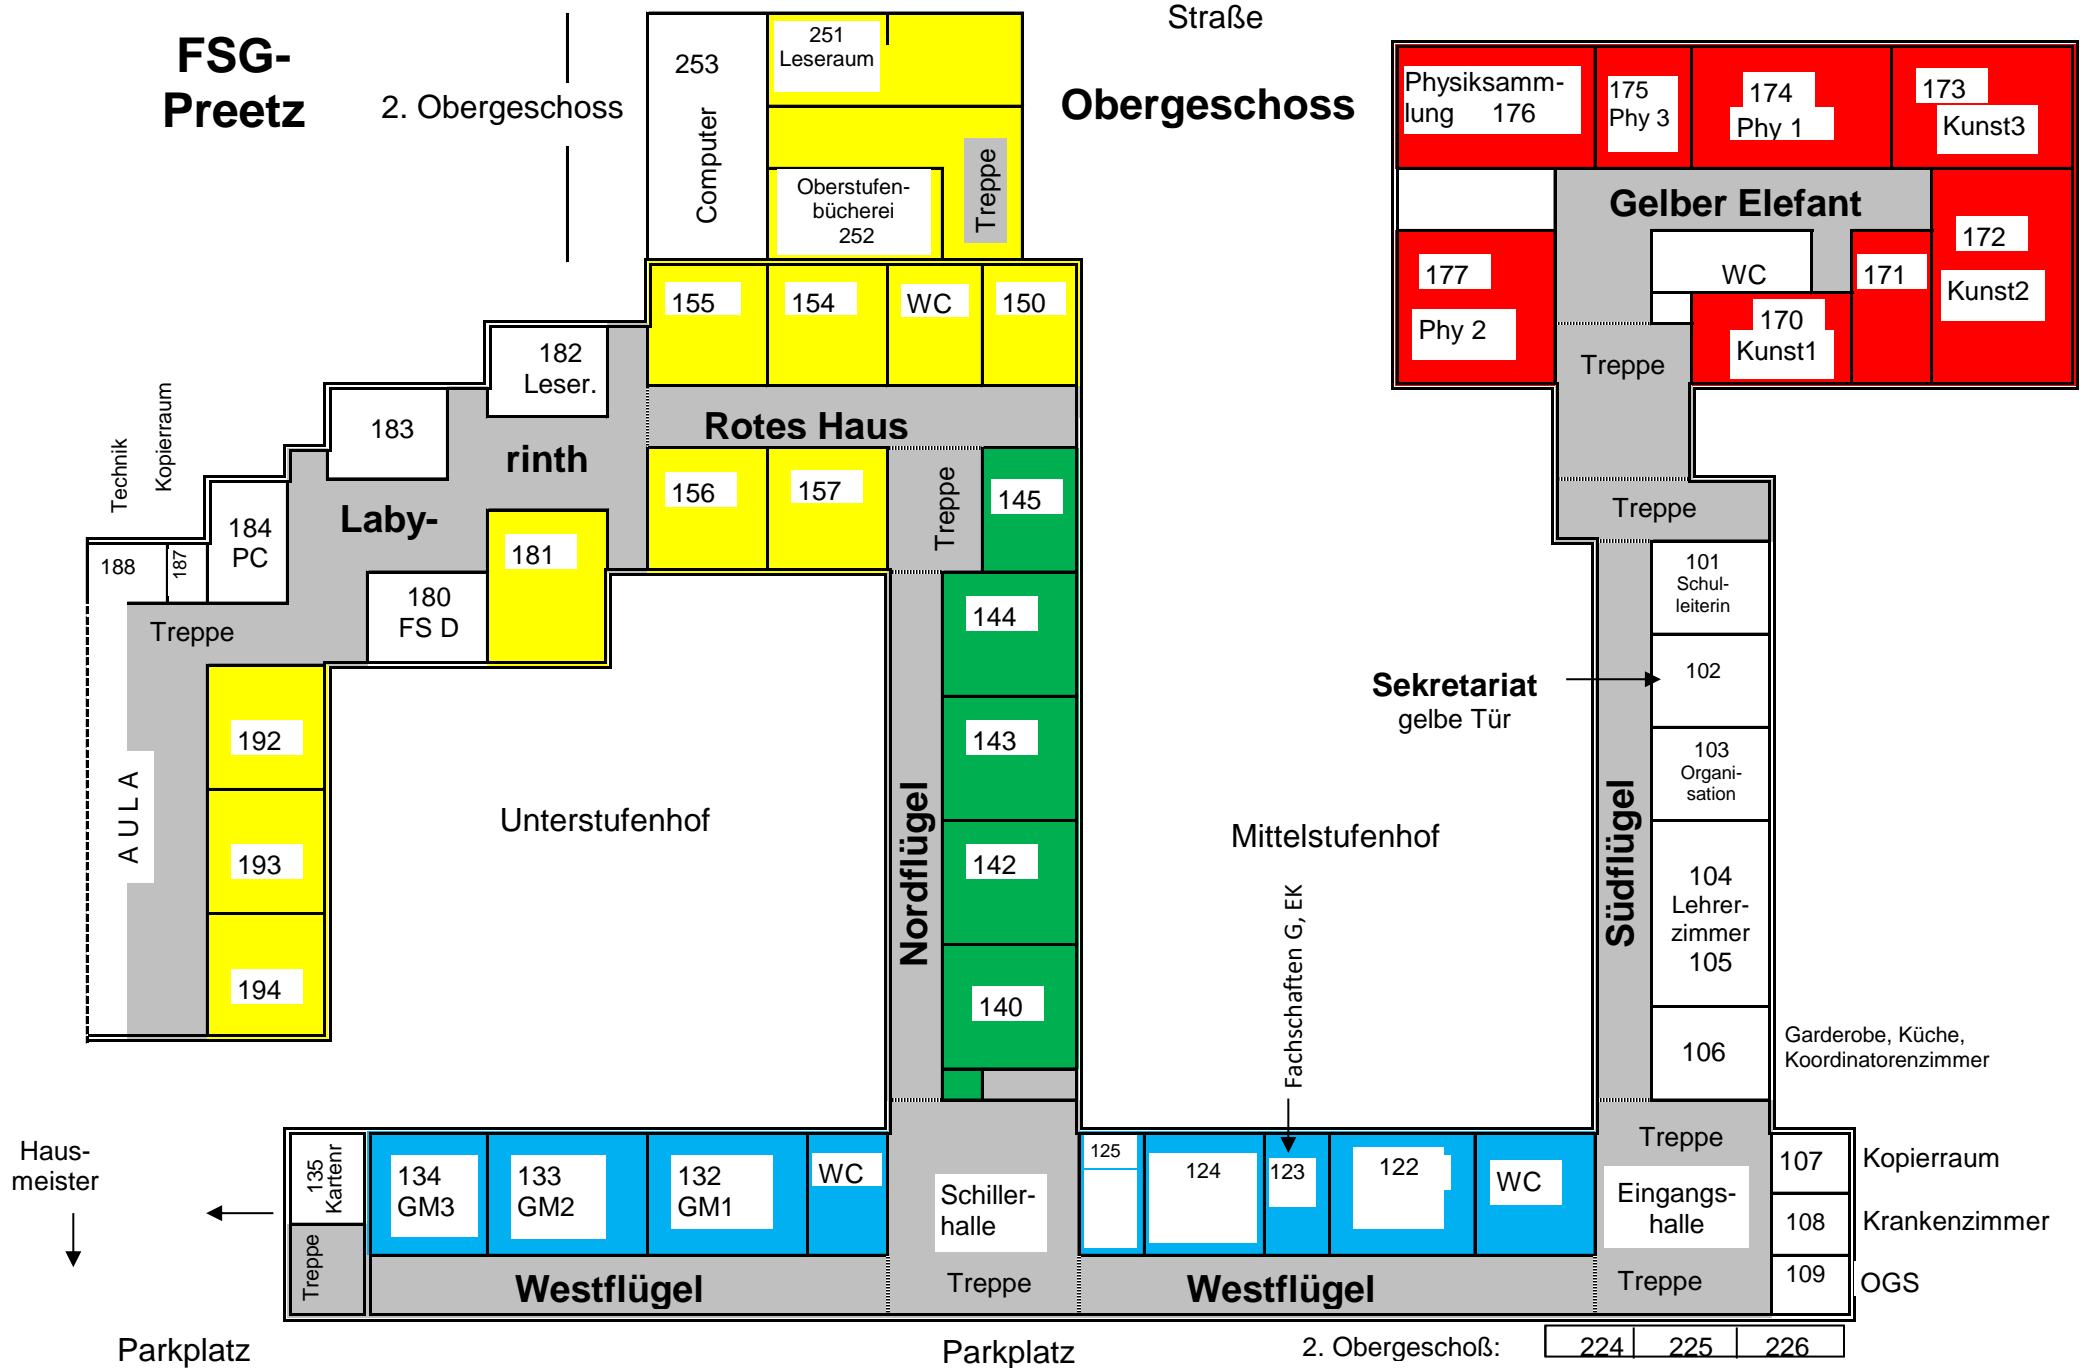 Straße
FSG-
Preetz
2. Obergeschoss
Obergeschoss
253
Computer
251
Leseraum
Oberstufen-
bücherei
252
Treppe
Physiksamm-
lung 176
175
Phy 3
174
Phy 1
173
Kunst3
Gelber Elefant
172
Kunst2
177
Phy 2
WC
171
170
Kunst1
Treppe
Treppe
155
154
WC
150
182
Leser.
183
Rotes Haus
rinth
Laby-
Technik
Kopierraum
184
PC
188
187
156
157
Treppe
145
181
180
FS D
Treppe
144
143
142
140
192
193
194
AULA
Unterstufenhof
Nordflügel
Mittelstufenhof
Sekretariat
gelbe Tür
Südflügel
101
Schul-
leiterin
102
103
Organi-
sation
104
Lehrer-
zimmer
105
106
Garderobe, Küche,
Koordinatorenzimmer
Fachschaften G, EK
Haus-
meister
135
Kartenr
Treppe
134
GM3
133
GM2
132
GM1
WC
Schiller-
halle
Treppe
125
124
123
122
WC
Treppe
Eingangs-
halle
Treppe
107
Kopierraum
108
Krankenzimmer
109
OGS
Westflügel
Westflügel
Parkplatz
Parkplatz
2. Obergeschoß:
224
225
226